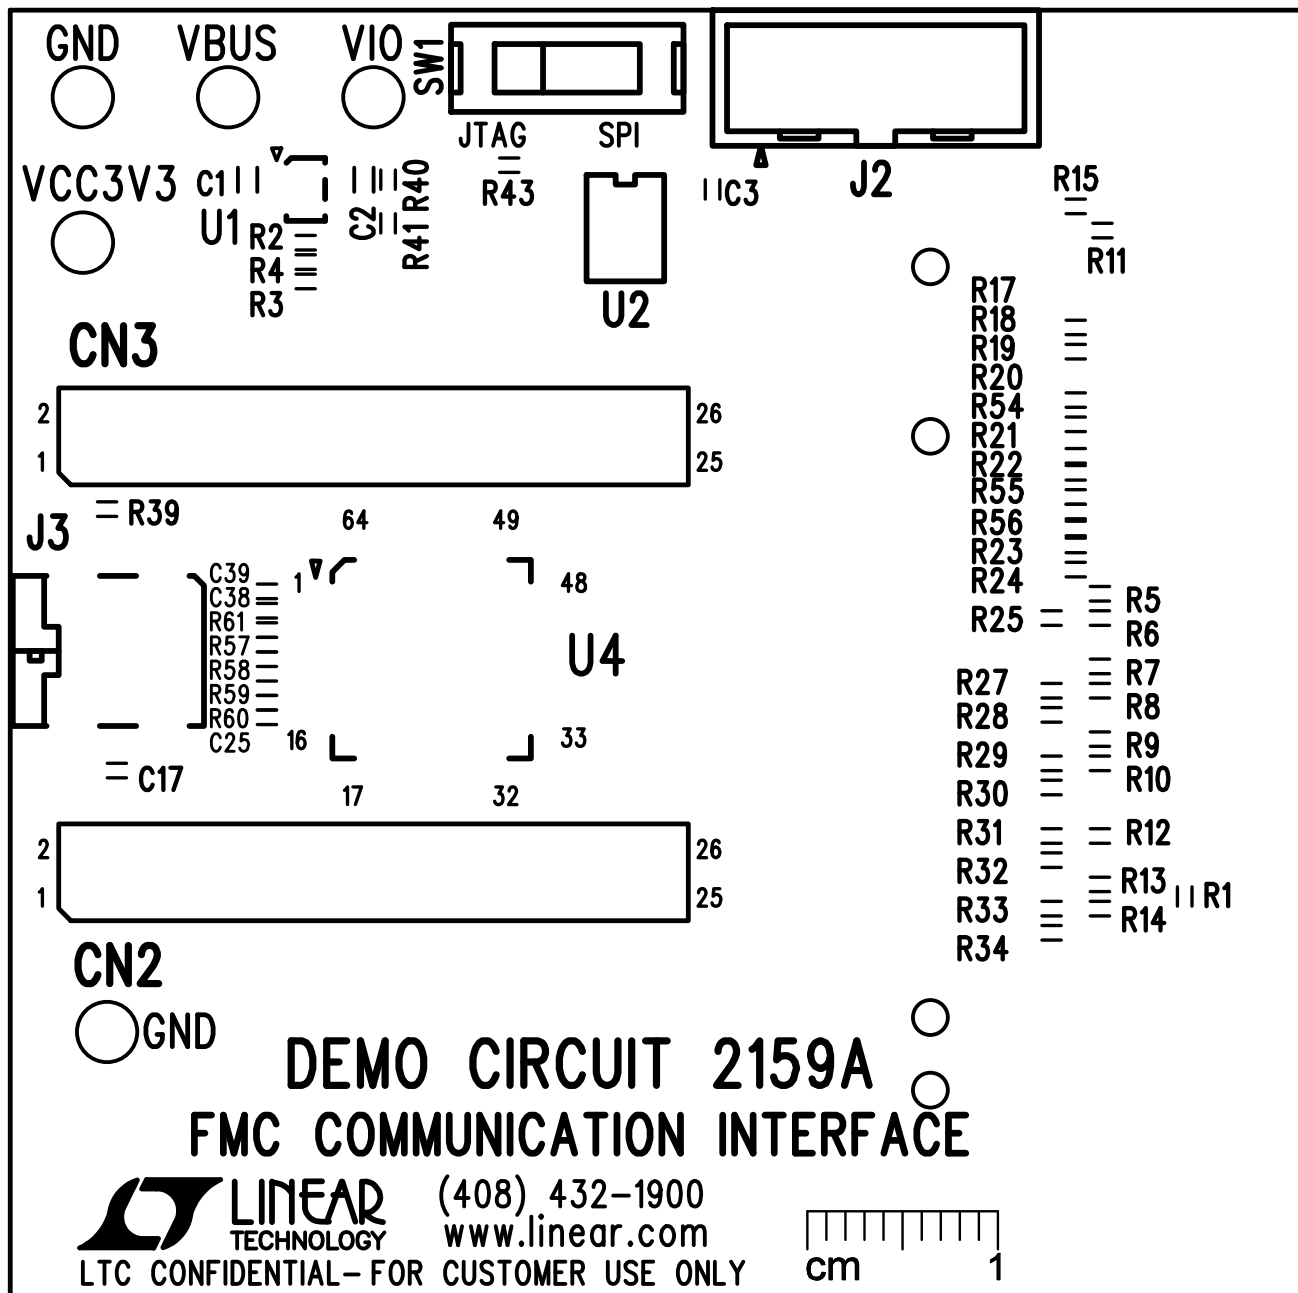 GND VBUS VIO
SW1
JTAG SPI
VCC3V3
C1
U1
C2
R40
R41
R43
C3
J2
R15
R11
R2
R4
R3
U2
CN3
2
1
26
25
R17
R18
R19
R20
R54
R21
R22
R55
R56
R23
R24
R25
R5
R6
R39
J3
64 49
1 48
C39
C38
R61
R57
R58
R59
R60
C25
U4
16 33
17 32
C17
R27
R28
R29
R30
R31
R32
R33
R34
R7
R8
R9
R10
R12
R13
R14
R1
2
1
26
25
CN2
GND
DEMO CIRCUIT 2159A
FMC COMMUNICATION INTERFACE
LINEAR
TECHNOLOGY
(408) 432-1900
www.linear.com
LTC CONFIDENTIAL-FOR CUSTOMER USE ONLY
cm 1